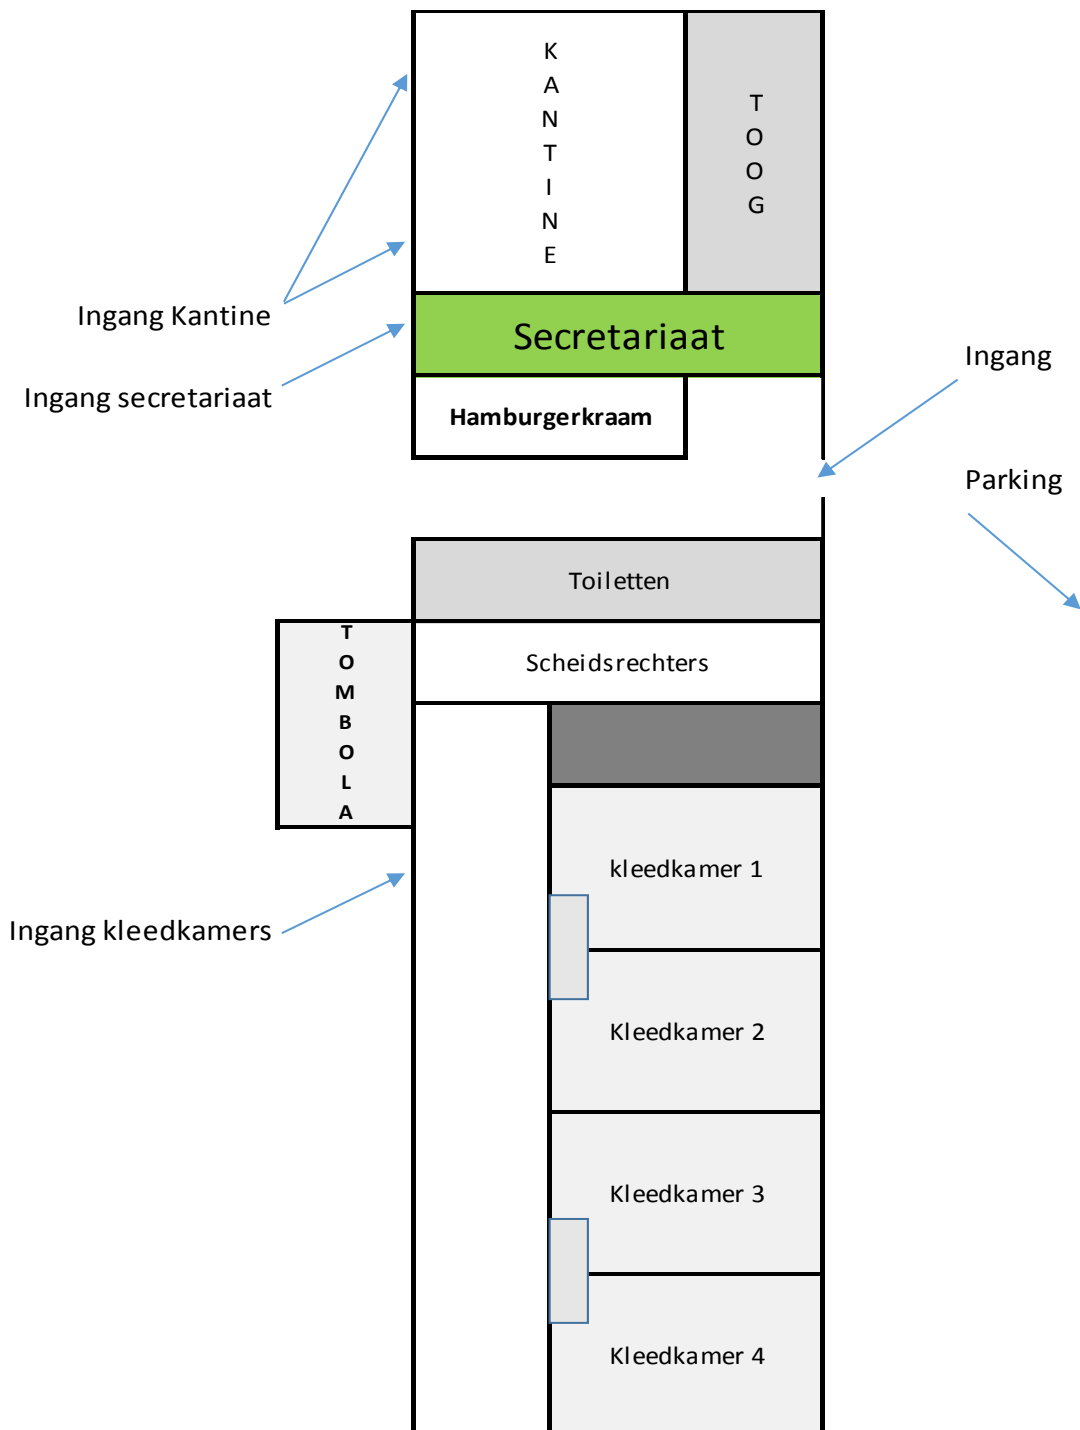 KANTINE
TOOG
Ingang Kantine
Secretariaat
Ingang
Ingang secretariaat
Hamburgerkraam
Parking
Toiletten
TOMBOLA
Scheidsrechters
kleedkamer 1
Ingang kleedkamers
Kleedkamer 2
Kleedkamer 3
Kleedkamer 4